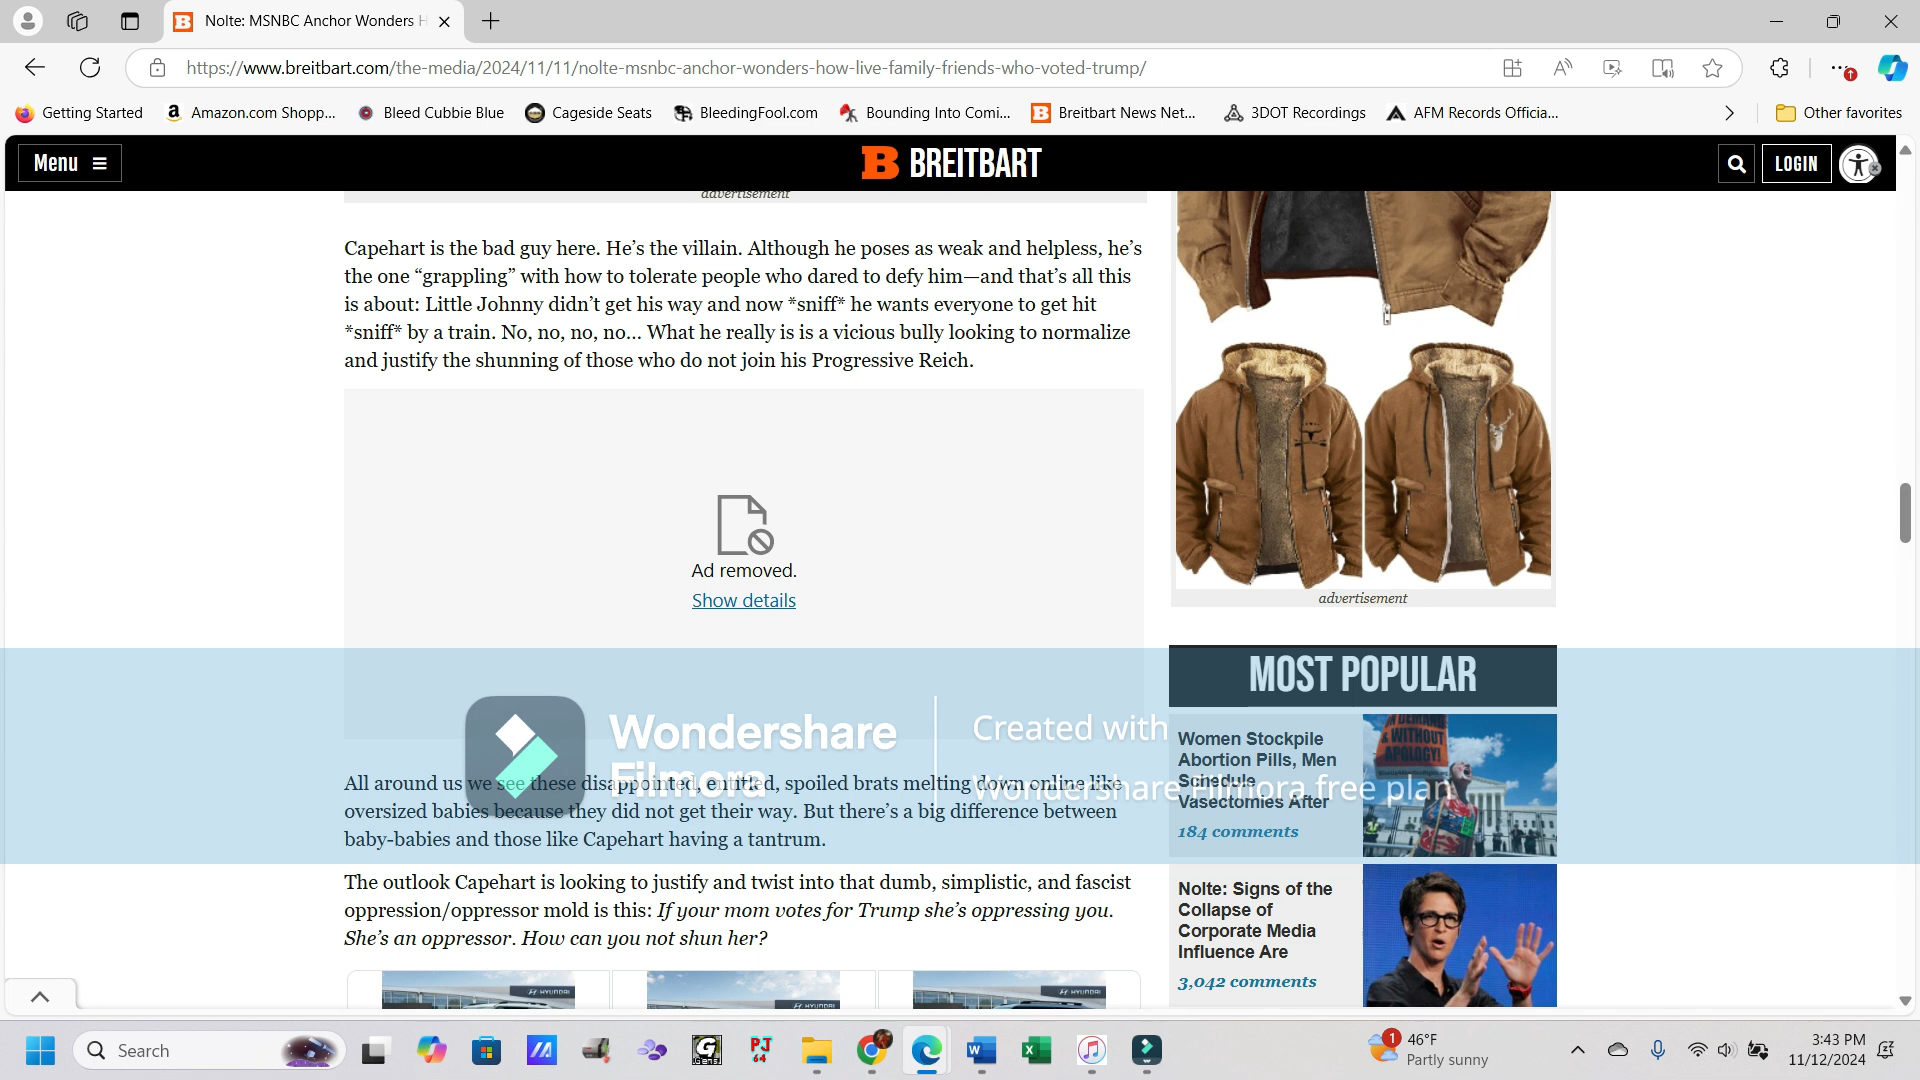 Nolte: MSNBC Anchor Wonders H
https://www.breitbart.com/the-media/2024/11/11/nolte-msnbc-anchor-wonders-how-live-family-friends-who-voted-trump/
Getting Started
Amazon.com Shopp...
Bleed Cubbie Blue
Cageside Seats
BleedingFool.com
Bounding Into Comi...
Breitbart News Net...
3DOT Recordings
AFM Records Officia...
Other favorites
Menu
B BREITBART
LOGIN
advertisement
Capehart is the bad guy here. He’s the villain. Although he poses as weak and helpless, he’s
the one “grappling” with how to tolerate people who dared to defy him—and that’s all this
is about: Little Johnny didn’t get his way and now *sniff* he wants everyone to get hit
*sniff* by a train. No, no, no, no… What he really is is a vicious bully looking to normalize
and justify the shunning of those who do not join his Progressive Reich.
Ad removed.
Show details
Wondershare
Filmora
Created with
Wondershare Filmora free plan
All around us we see these disappointed, entitled, spoiled brats melting down online like
oversized babies because they did not get their way. But there’s a big difference between
baby-babies and those like Capehart having a tantrum.
The outlook Capehart is looking to justify and twist into that dumb, simplistic, and fascist
oppression/oppressor mold is this: If your mom votes for Trump she’s oppressing you.
She’s an oppressor. How can you not shun her?
HYUNDAI
HYUNDAI
HYUNDAI
advertisement
MOST POPULAR
Women Stockpile
Abortion Pills, Men
Schedule
Vasectomies After
184 comments
& WITHOUT
APOLOGY!
Nolte: Signs of the
Collapse of
Corporate Media
Influence Are
3,042 comments
Search
PJ
64
1
46°F
Partly sunny
3:43 PM
11/12/2024